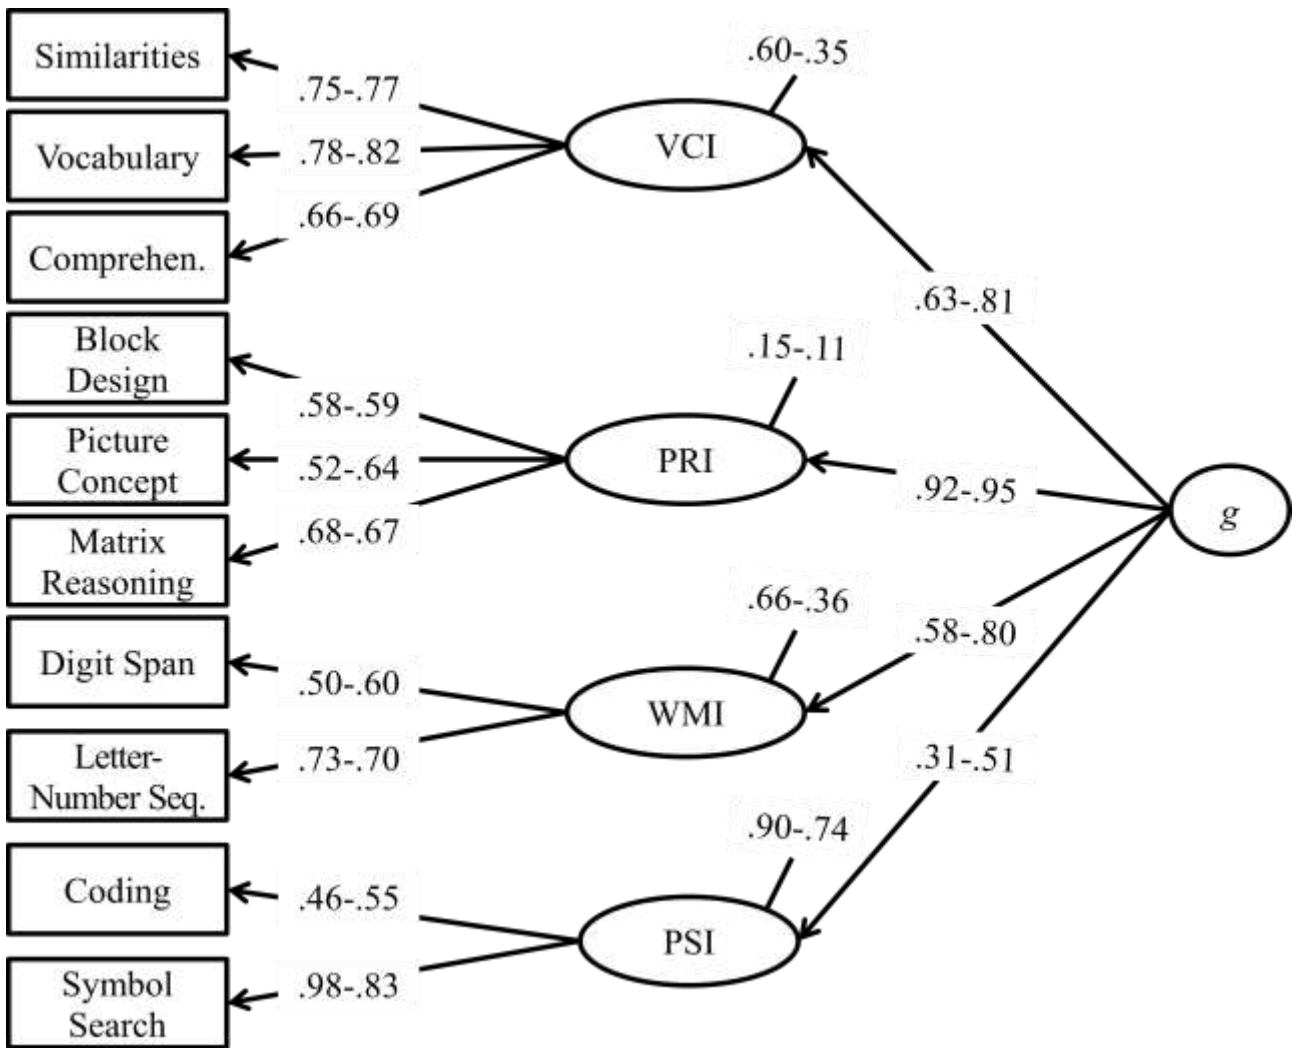 Similarities
Vocabulary
Comprehen.
Block
Design
Picture
Concept
Matrix
Reasoning
Digit Span
Letter-
Number Seq.
Coding
Symbol
Search
.75-.77
.78-.82
.66-.69
.58-.59
.52-.64
.68-.67
.50-.60
.73-.70
.46-.55
.98-.83
.60-.35
VCI
.15-.11
PRI
.66-.36
WMI
.90-.74
PSI
.63-.81
.92-.95
.58-.80
.31-.51
g